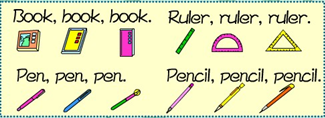 Book, book, book.
Ruler, ruler, ruler.
Pen, pen, pen.
Pencil, pencil, pencil.